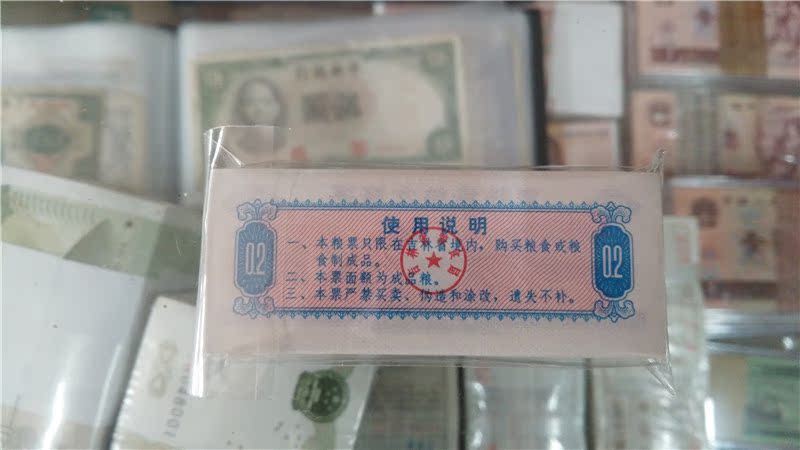 使用说明
一、本粮票只限在吉林省境内，购买粮食或粮
食制成品。
二、本票面额为成品粮。
三、本票严禁买卖、伪造和涂改，遗失不补。
0.2
0.2